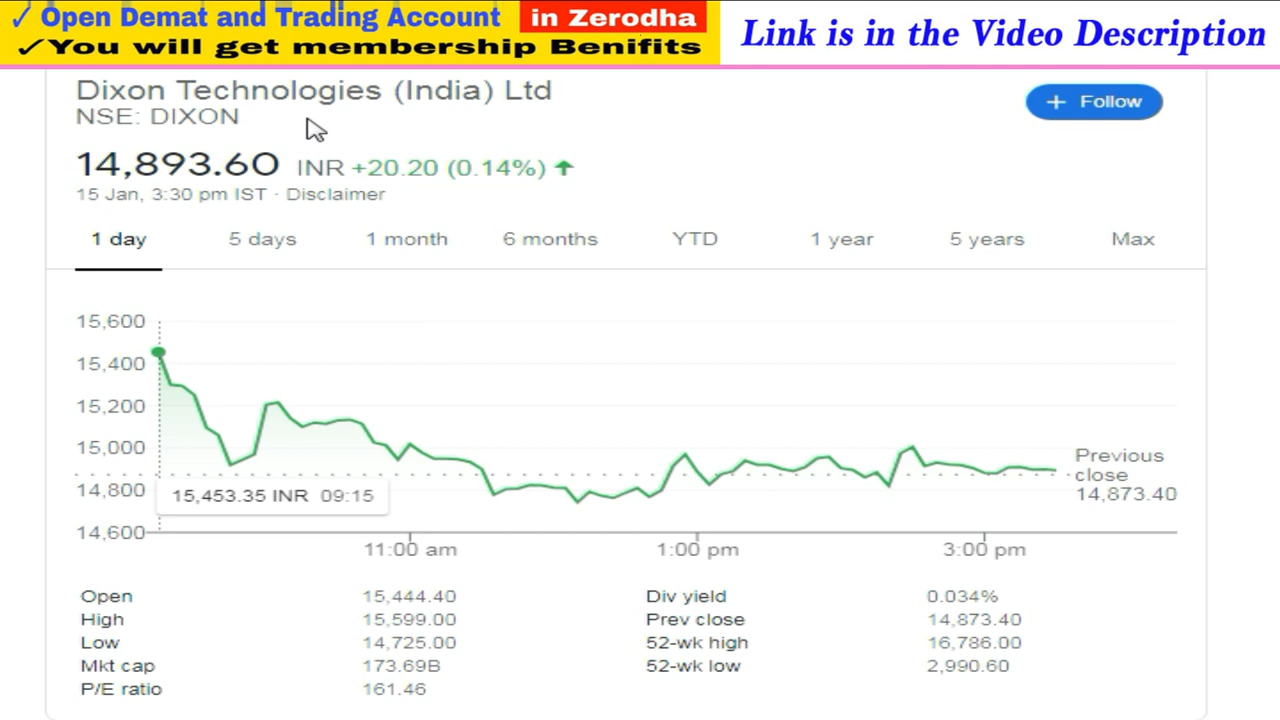 ✓ Open Demat and Trading Account in Zerodha
✓You will get membership Benifits
Link is in the Video Description
Dixon Technologies (India) Ltd
NSE: DIXON
+ Follow
14,893.60 INR +20.20 (0.14%) ↑
15 Jan, 3:30 pm IST · Disclaimer
1 day 5 days 1 month 6 months YTD 1 year 5 years Max
15,600
15,400
15,200
15,000
14,800
14,600
15,453.35 INR 09:15
Previous
close
14,873.40
11:00 am 1:00 pm 3:00 pm
Open 15,444.40 Div yield 0.034%
High 15,599.00 Prev close 14,873.40
Low 14,725.00 52-wk high 16,786.00
Mkt cap 173.69B 52-wk low 2,990.60
P/E ratio 161.46